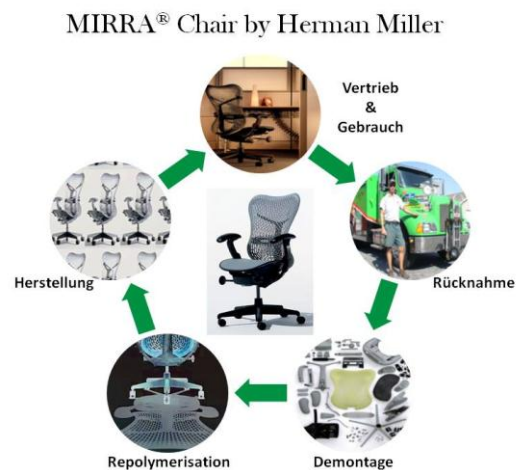 MIRRA® Chair by Herman Miller
Vertrieb
&
Gebrauch
Rücknahme
Demontage
Repolymerisation
Herstellung